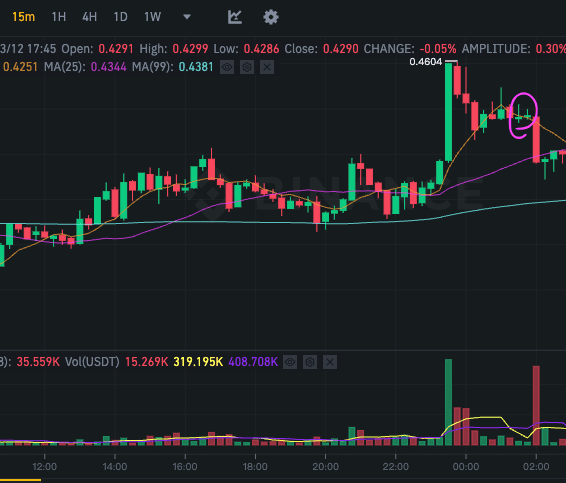 15m 1H 4H 1D 1W
3/12 17:45 Open: 0.4291 High: 0.4299 Low: 0.4286 Close: 0.4290 CHANGE: -0.05% AMPLITUDE: 0.30%
0.4251 MA(25): 0.4344 MA(99): 0.4381
0.4604
BINANCE
8): 35.559K Vol(USDT) 15.269K 319.195K 408.708K
12:00 14:00 16:00 18:00 20:00 22:00 00:00 02:00